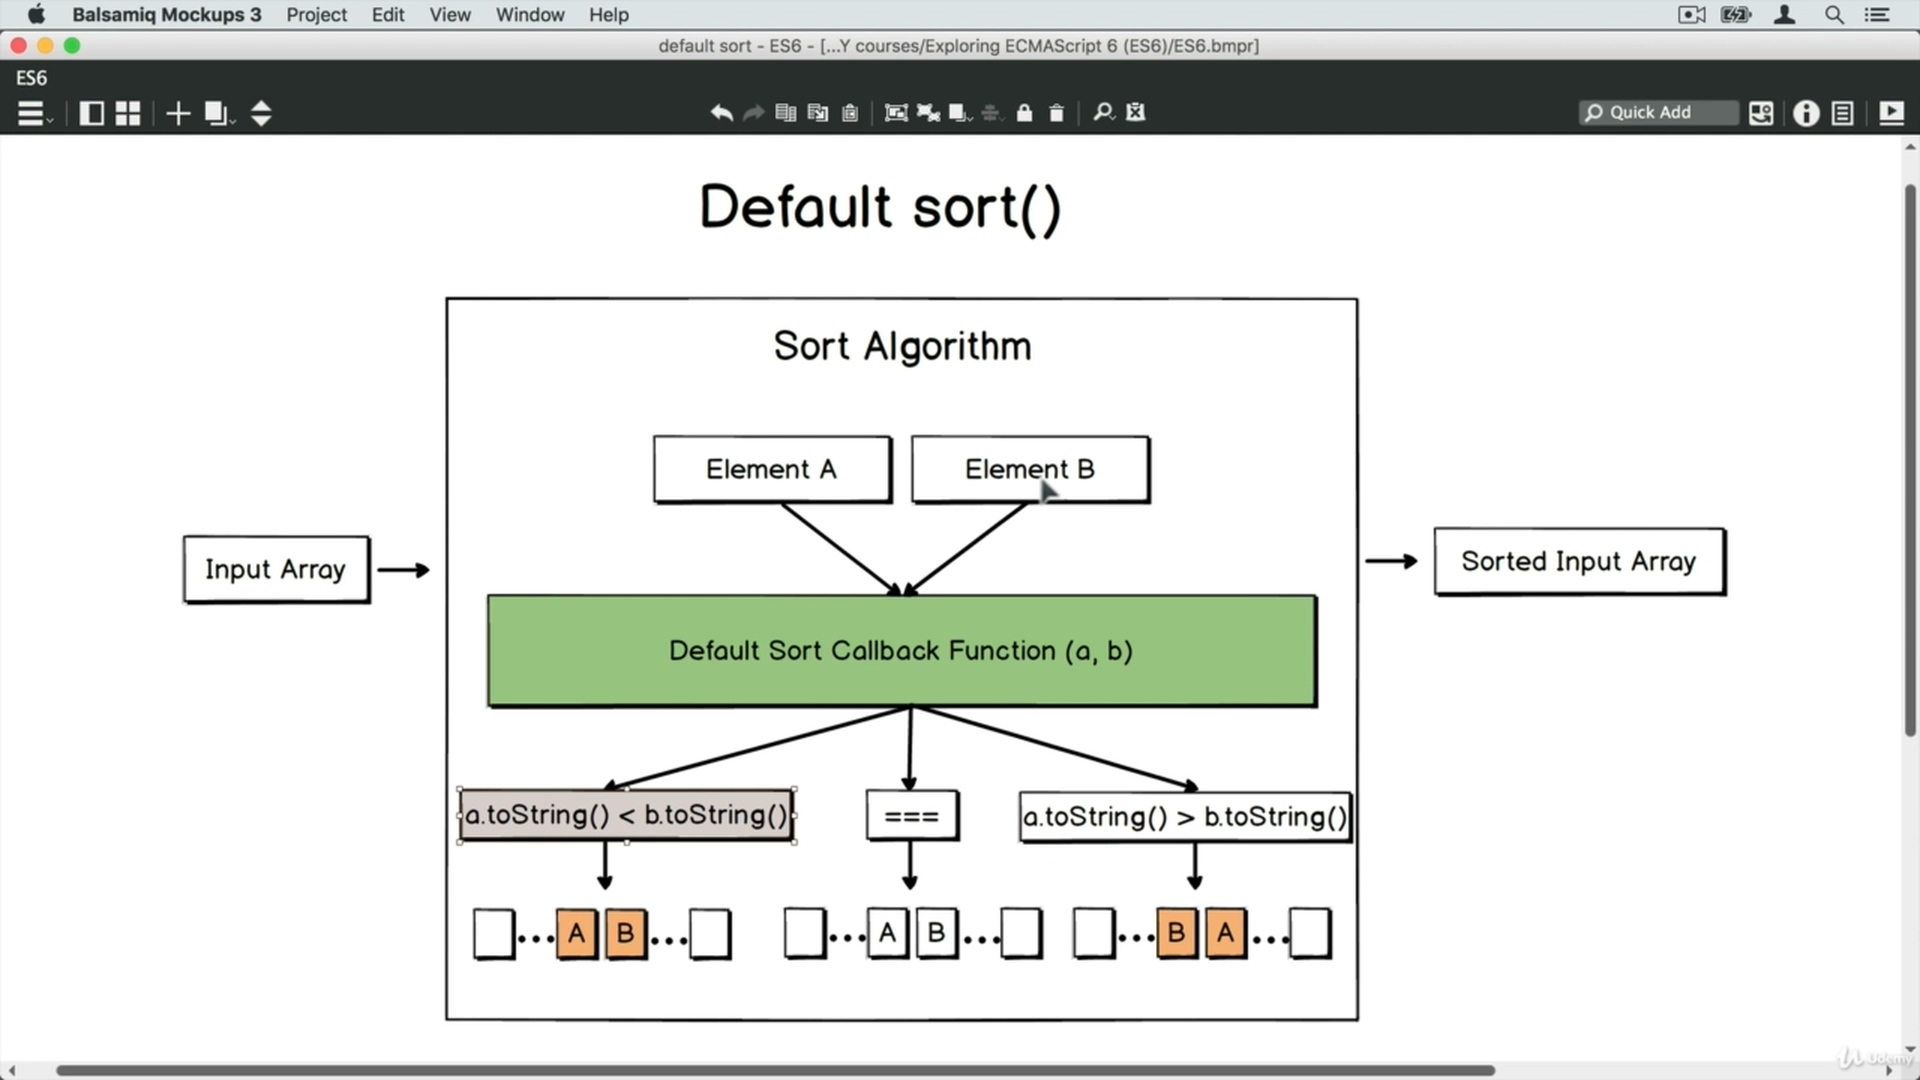 Balsamiq Mockups 3 Project Edit View Window Help
default sort - ES6 - [...Y courses/Exploring ECMAScript 6 (ES6)/ES6.bmpr]
ES6
Quick Add
Default sort()
Sort Algorithm
Element A Element B
Input Array
Sorted Input Array
Default Sort Callback Function (a, b)
a.toString() < b.toString() === a.toString() > b.toString()
...A B... ...A B... ...B A...
Udemy